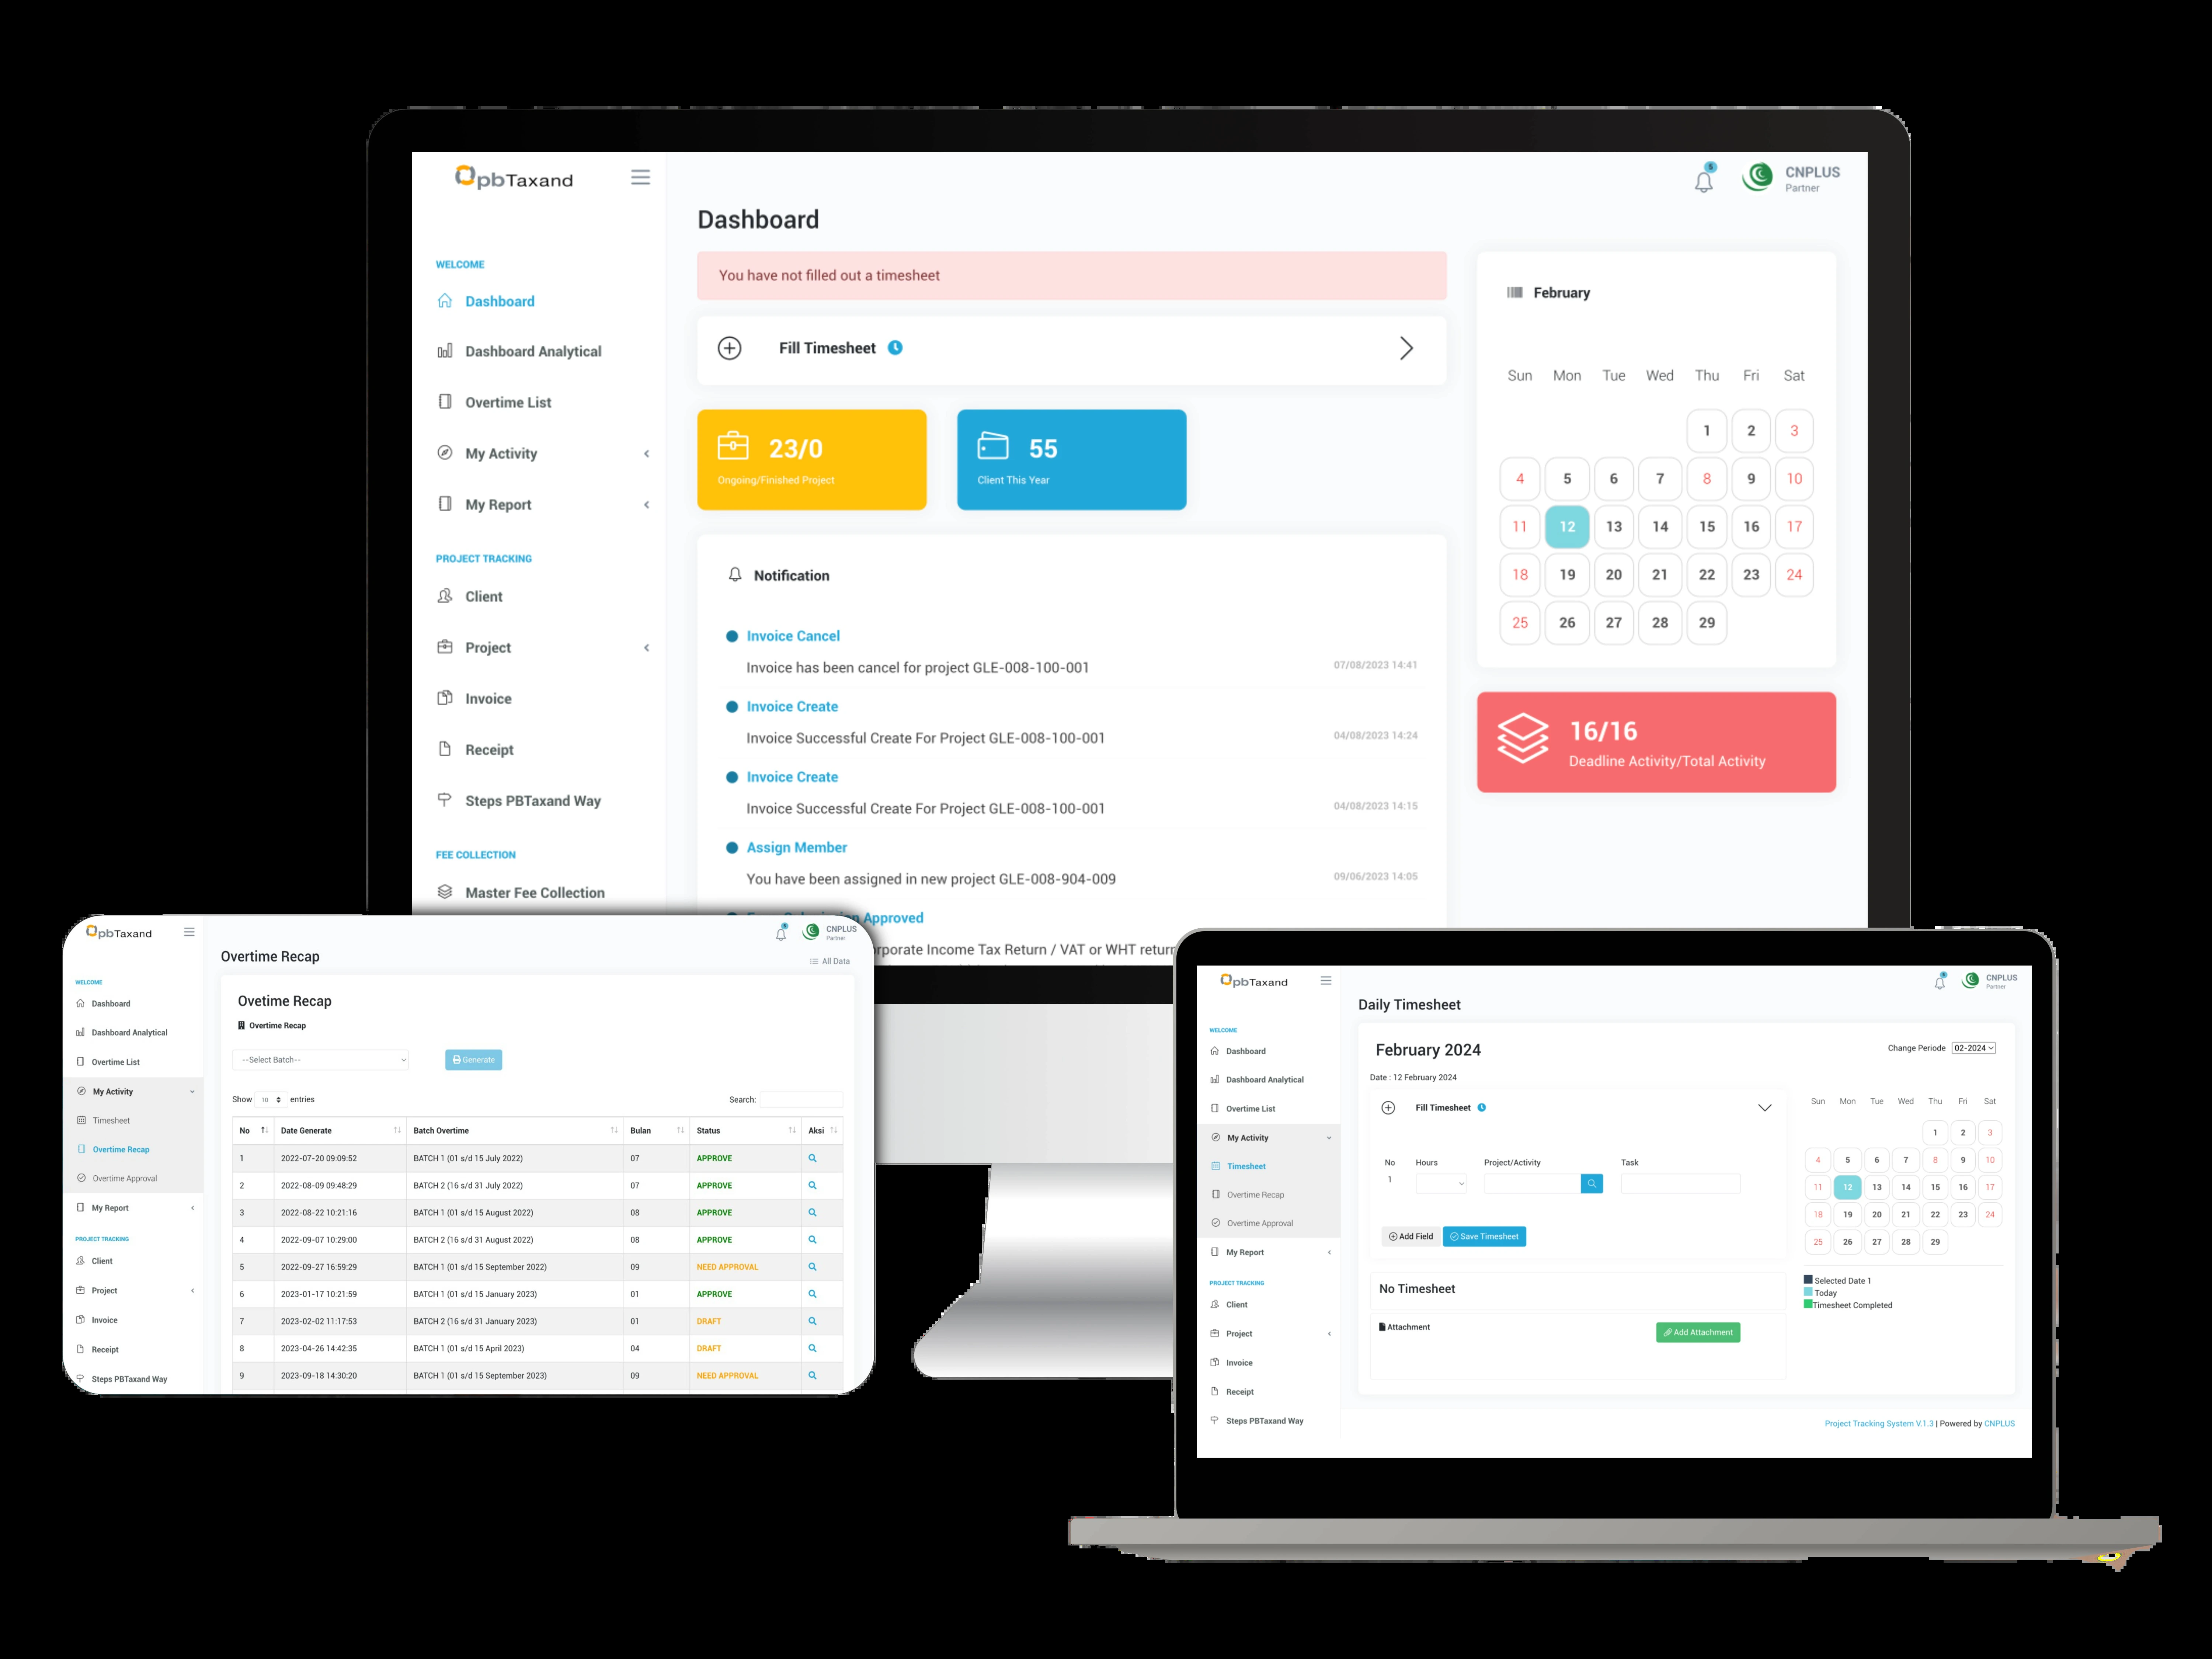 pbTaxand
5
CNPLUS
Partner
Dashboard
WELCOME
Dashboard
Dashboard Analytical
Overtime List
My Activity
My Report
PROJECT TRACKING
Client
Project
Invoice
Receipt
Steps PBTaxand Way
FEE COLLECTION
Master Fee Collection
You have not filled out a timesheet
Fill Timesheet
23/0
Ongoing/Finished Project
55
Client This Year
Notification
Invoice Cancel
Invoice has been cancel for project GLE-008-100-001 07/08/2023 14:41
Invoice Create
Invoice Successful Create For Project GLE-008-100-001 04/08/2023 14:24
Invoice Create
Invoice Successful Create For Project GLE-008-100-001 04/08/2023 14:15
Assign Member
You have been assigned in new project GLE-008-904-009 09/06/2023 14:05
Approved
Income Tax Return / VAT or WHT
February
Sun Mon Tue Wed Thu Fri Sat
1 2 3
4 5 6 7 8 9 10
11 12 13 14 15 16 17
18 19 20 21 22 23 24
25 26 27 28 29
16/16
Deadline Activity/Total Activity
pbTaxand
CNPLUS
Partner
WELCOME
Dashboard
Dashboard Analytical
Overtime List
My Activity
Timesheet
Overtime Recap
Overtime Approval
My Report
PROJECT TRACKING
Client
Project
Invoice
Receipt
Steps PBTaxand Way
Overtime Recap
All Data
Ovetime Recap
Overtime Recap
--Select Batch-- Generate
Show 10 entries Search:
No Date Generate Batch Overtime Bulan Status Aksi
1 2022-07-20 09:09:52 BATCH 1 (01 s/d 15 July 2022) 07 APPROVE
2 2022-08-09 09:48:29 BATCH 2 (16 s/d 31 July 2022) 07 APPROVE
3 2022-08-22 10:21:16 BATCH 1 (01 s/d 15 August 2022) 08 APPROVE
4 2022-09-07 10:29:00 BATCH 2 (16 s/d 31 August 2022) 08 APPROVE
5 2022-09-27 16:59:29 BATCH 1 (01 s/d 15 September 2022) 09 NEED APPROVAL
6 2023-01-17 10:21:59 BATCH 1 (01 s/d 15 January 2023) 01 APPROVE
7 2023-02-02 11:17:53 BATCH 2 (16 s/d 31 January 2023) 01 DRAFT
8 2023-04-26 14:42:35 BATCH 1 (01 s/d 15 April 2023) 04 DRAFT
9 2023-09-18 14:30:20 BATCH 1 (01 s/d 15 September 2023) 09 NEED APPROVAL
pbTaxand
CNPLUS
Partner
WELCOME
Dashboard
Dashboard Analytical
Overtime List
My Activity
Timesheet
Overtime Recap
Overtime Approval
My Report
PROJECT TRACKING
Client
Project
Invoice
Receipt
Steps PBTaxand Way
Daily Timesheet
February 2024
Change Periode 02-2024
Date : 12 February 2024
Fill Timesheet
No Hours Project/Activity Task
1
Add Field Save Timesheet
No Timesheet
Attachment
Add Attachment
Sun Mon Tue Wed Thu Fri Sat
1 2 3
4 5 6 7 8 9 10
11 12 13 14 15 16 17
18 19 20 21 22 23 24
25 26 27 28 29
Selected Date 1
Today
Timesheet Completed
Project Tracking System V.1.3 | Powered by CNPLUS